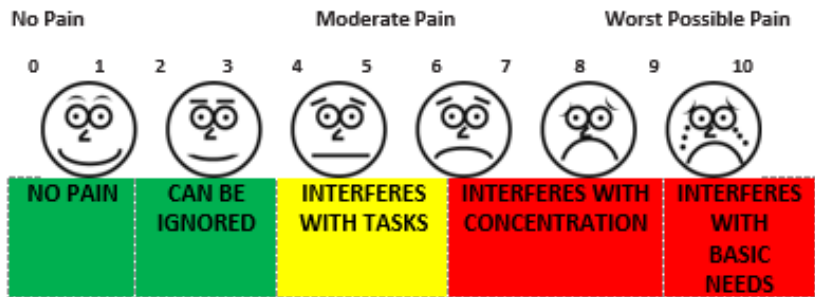 No Pain Moderate Pain Worst Possible Pain
0 1 2 3 4 5 6 7 8 9 10
NO PAIN CAN BE INTERFERES INTERFERES WITH INTERFERES
IGNORED WITH TASKS CONCENTRATION WITH
BASIC
NEEDS